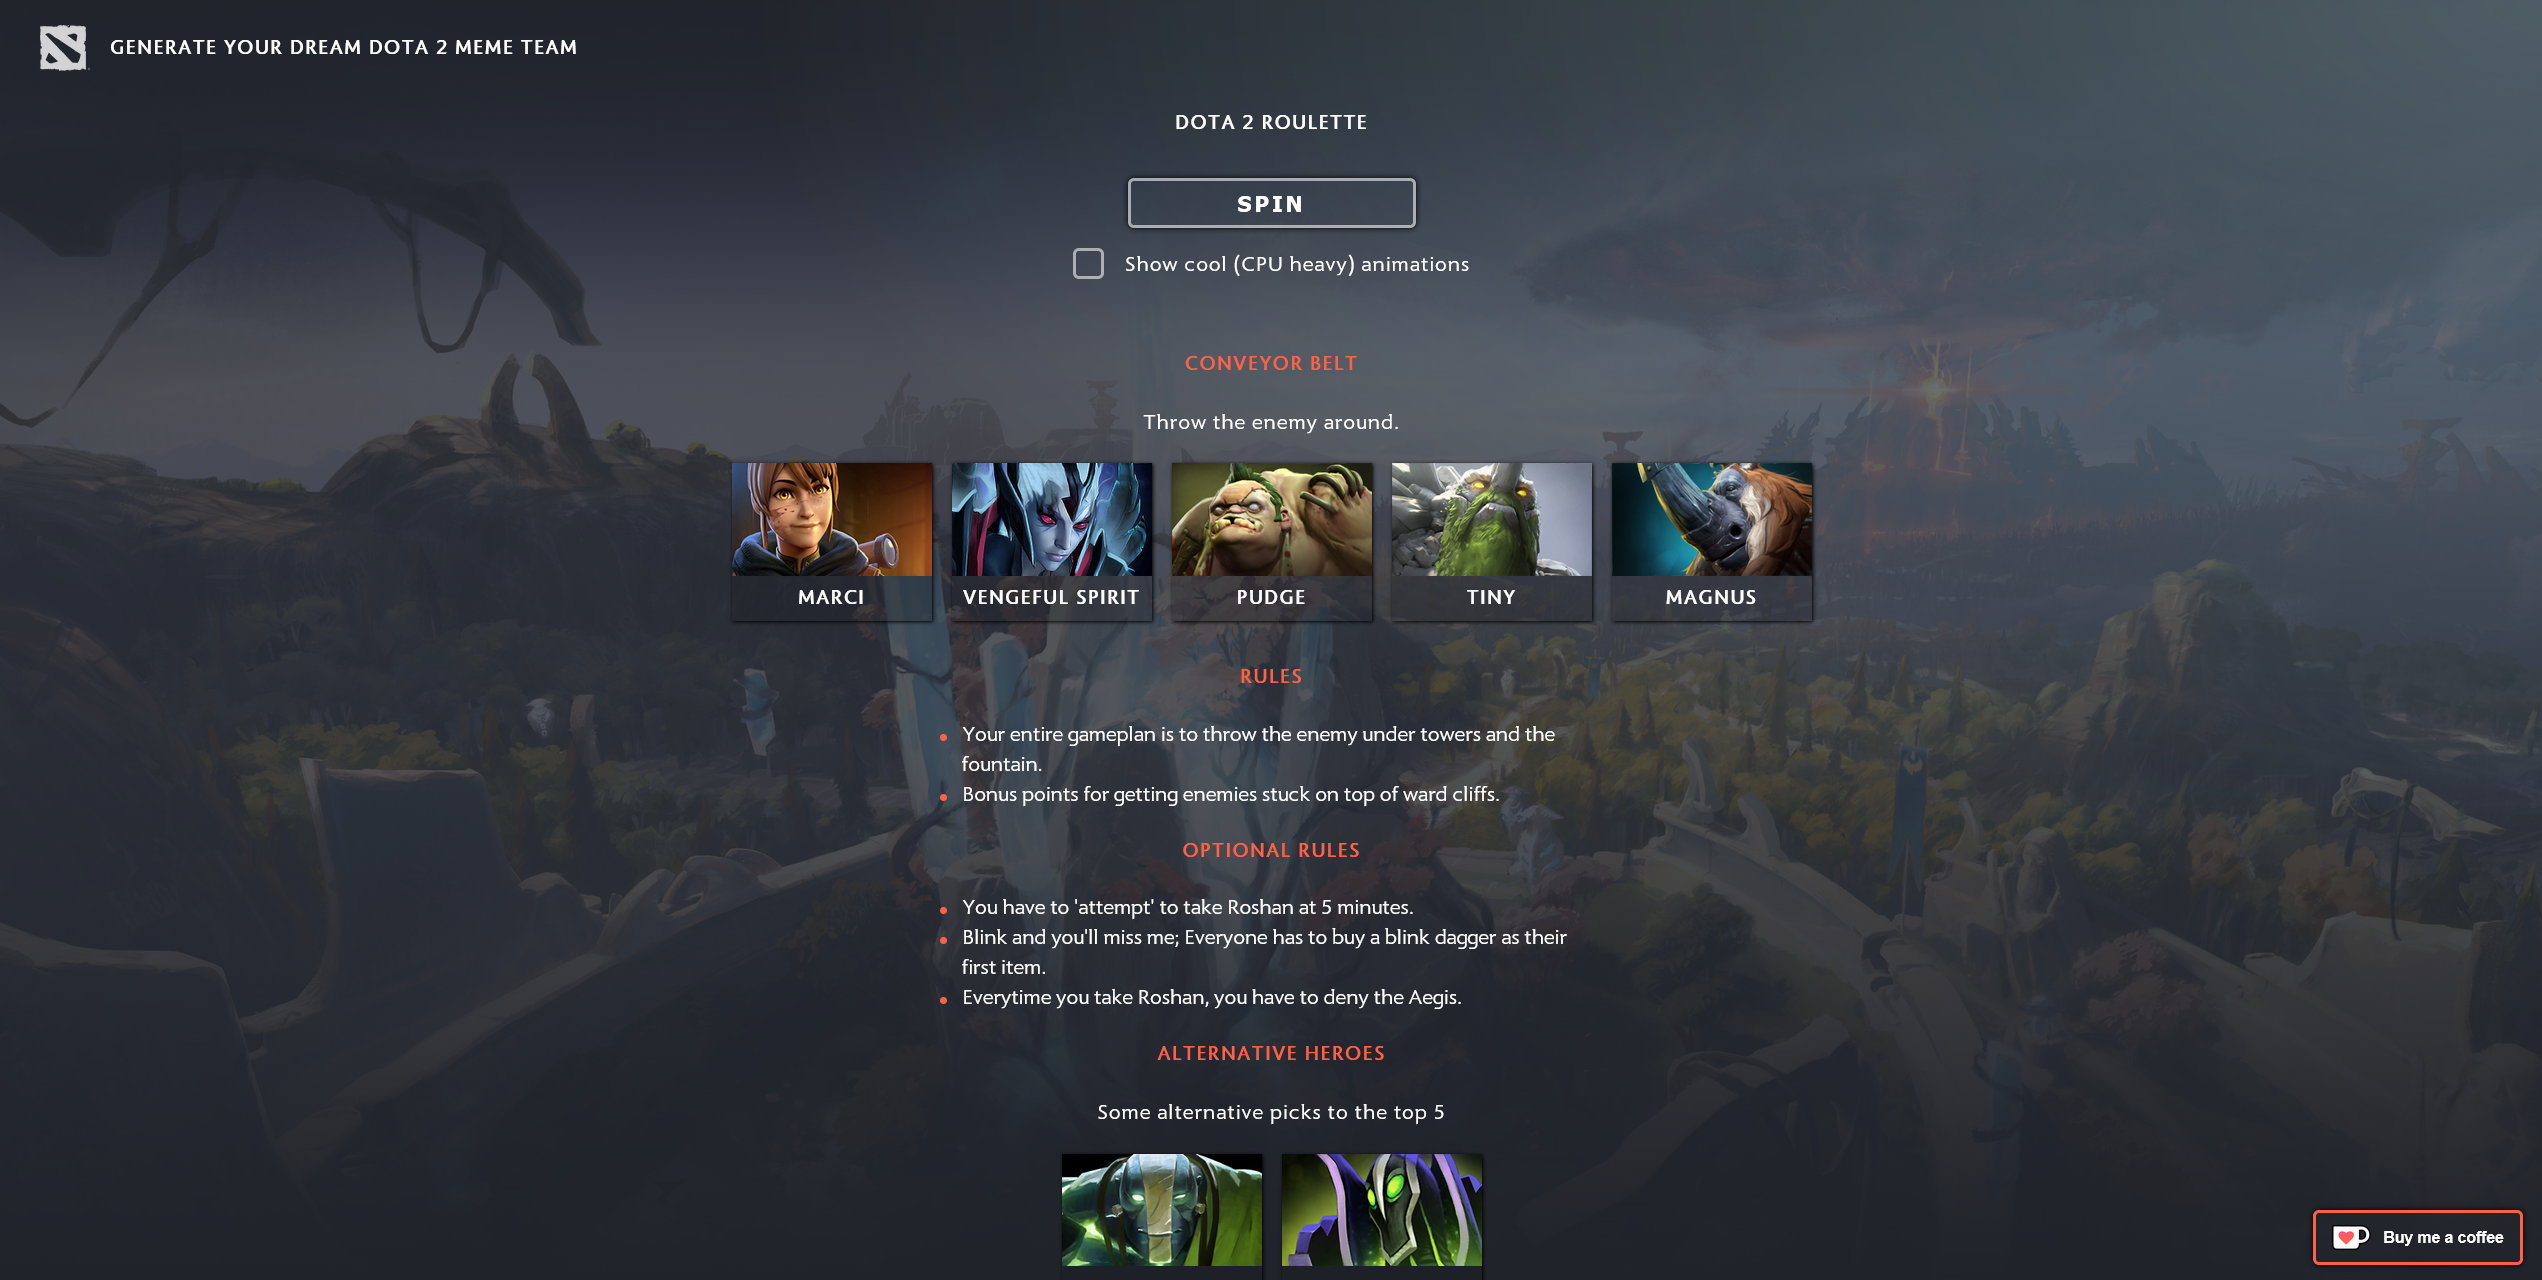 GENERATE YOUR DREAM DOTA 2 MEME TEAM
DOTA 2 ROULETTE
SPIN
Show cool (CPU heavy) animations
CONVEYOR BELT
Throw the enemy around.
MARCI
VENGEFUL SPIRIT
PUDGE
TINY
MAGNUS
RULES
Your entire gameplan is to throw the enemy under towers and the
fountain.
Bonus points for getting enemies stuck on top of ward cliffs.
OPTIONAL RULES
You have to 'attempt' to take Roshan at 5 minutes.
Blink and you'll miss me; Everyone has to buy a blink dagger as their
first item.
Everytime you take Roshan, you have to deny the Aegis.
ALTERNATIVE HEROES
Some alternative picks to the top 5
Buy me a coffee